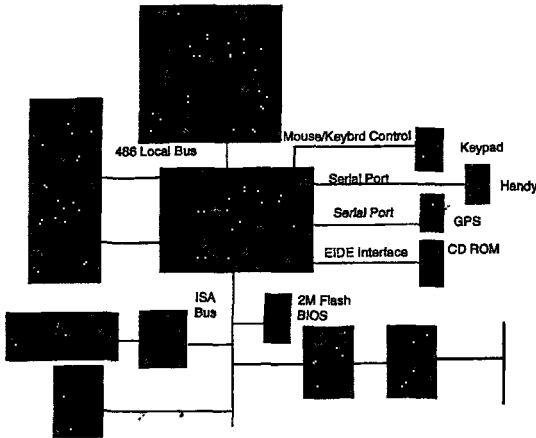 486 Local Bus
Mouse/Keybrd Control
Keypad
Serial Port
Handy
Serial Port
GPS
EIDE Interface
CD ROM
ISA
Bus
2M Flash
BIOS